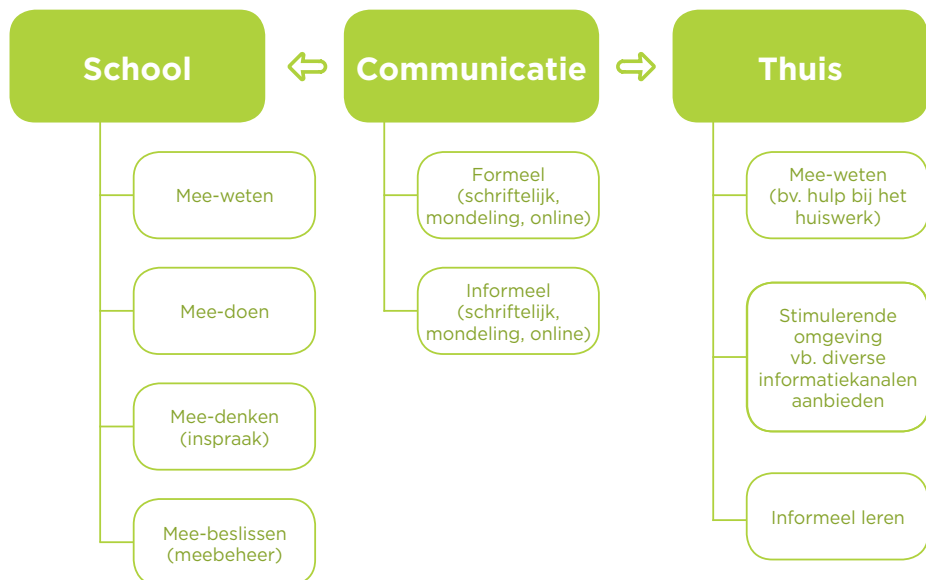 School
Communicatie
Thuis
Mee-weten
Mee-doen
Mee-denken
(inspraak)
Mee-beslissen
(meebeheer)
Formeel
(schriftelijk,
mondeling, online)
Informeel
(schriftelijk,
mondeling, online)
Mee-weten
(bv. hulp bij het
huiswerk)
Stimulerende
omgeving
vb. diverse
informatiekanalen
aanbieden
Informeel leren